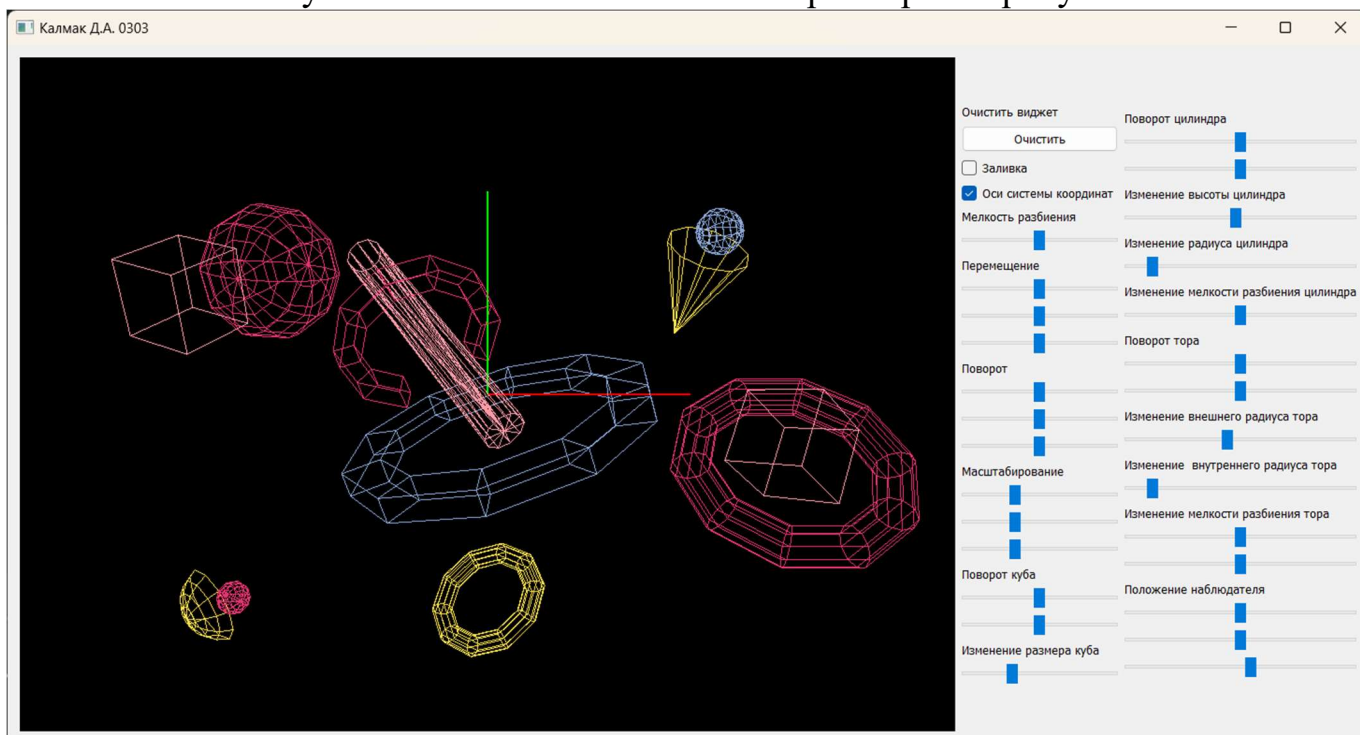 Калмак Д.А. 0303
Очистить виджет
Очистить
Заливка
Оси системы координат
Мелкость разбиения
Перемещение
Поворот
Масштабирование
Поворот куба
Изменение размера куба
Поворот цилиндра
Изменение высоты цилиндра
Изменение радиуса цилиндра
Изменение мелкости разбиения цилиндра
Поворот тора
Изменение внешнего радиуса тора
Изменение  внутреннего радиуса тора
Изменение мелкости разбиения тора
Положение наблюдателя